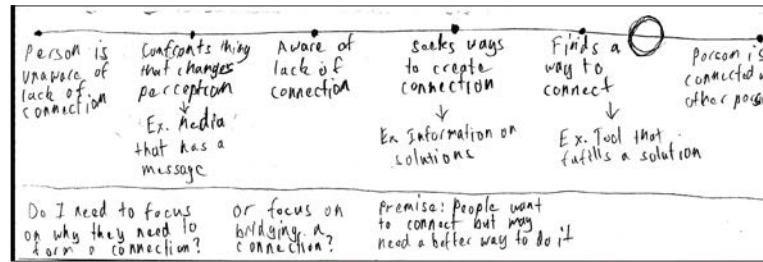 Person is
unaware of
lack of
connection
Confronts thing
that changes
perception
Ex. Media
that has a
message
Aware of
lack of
connection
Seeks ways
to create
connection
Ex Information on
solutions
Finds a
way to
connect
Ex. Tool that
fulfills a solution
Person is
connected
other
Do I need to focus
on why they need to
form a connection?
or focus on
bridging a
connection?
Premise: People want
to connect but may
need a better way to do it